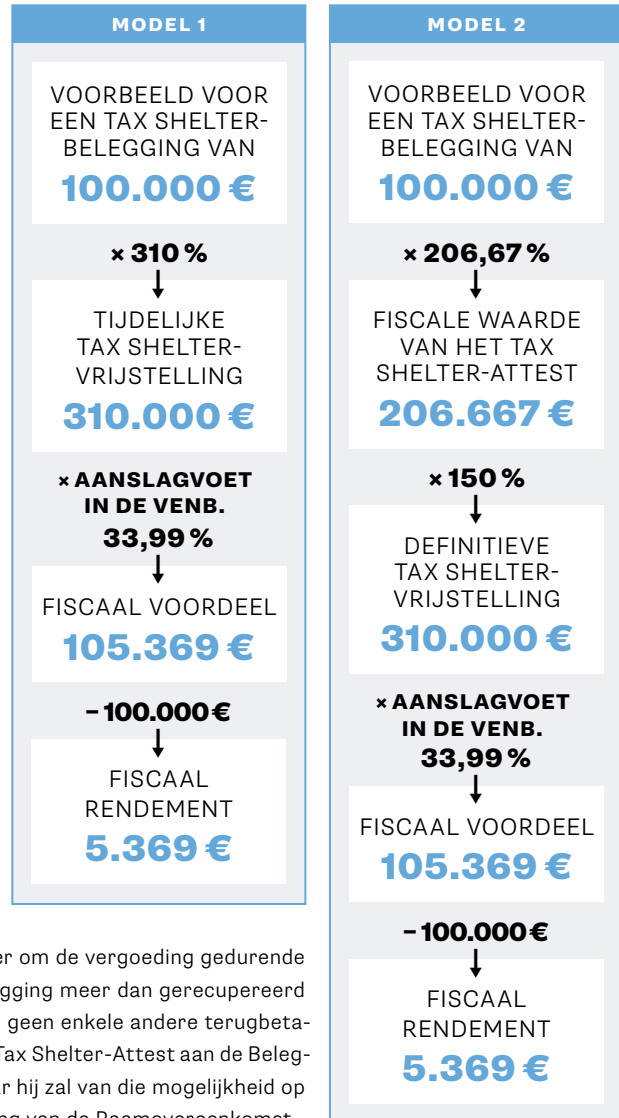 MODEL 1
VOORBEELD VOOR
EEN TAX SHELTER-
BELEGGING VAN
100.000 €
× 310 %
TIJDELIJKE
TAX SHELTER-
VRIJSTELLING
310.000 €
× AANSLAGVOET
IN DE VENB.
33,99 %
FISCAAL VOORDEEL
105.369 €
– 100.000 €
FISCAAL
RENDEMENT
5.369 €
MODEL 2
VOORBEELD VOOR
EEN TAX SHELTER-
BELEGGING VAN
100.000 €
× 206,67 %
FISCALE WAARDE
VAN HET TAX
SHELTER-ATTEST
206.667 €
× 150 %
DEFINITIEVE
TAX SHELTER-
VRIJSTELLING
310.000 €
× AANSLAGVOET
IN DE VENB.
33,99 %
FISCAAL VOORDEEL
105.369 €
– 100.000 €
FISCAAL
RENDEMENT
5.369 €
er om de vergoeding gedurende
gging meer dan gerecupereerd
geen enkele andere terugbeta-
Tax Shelter-Attest aan de Beleg-
r hij zal van die mogelijkheid op
ng van de Raamovereenkomst